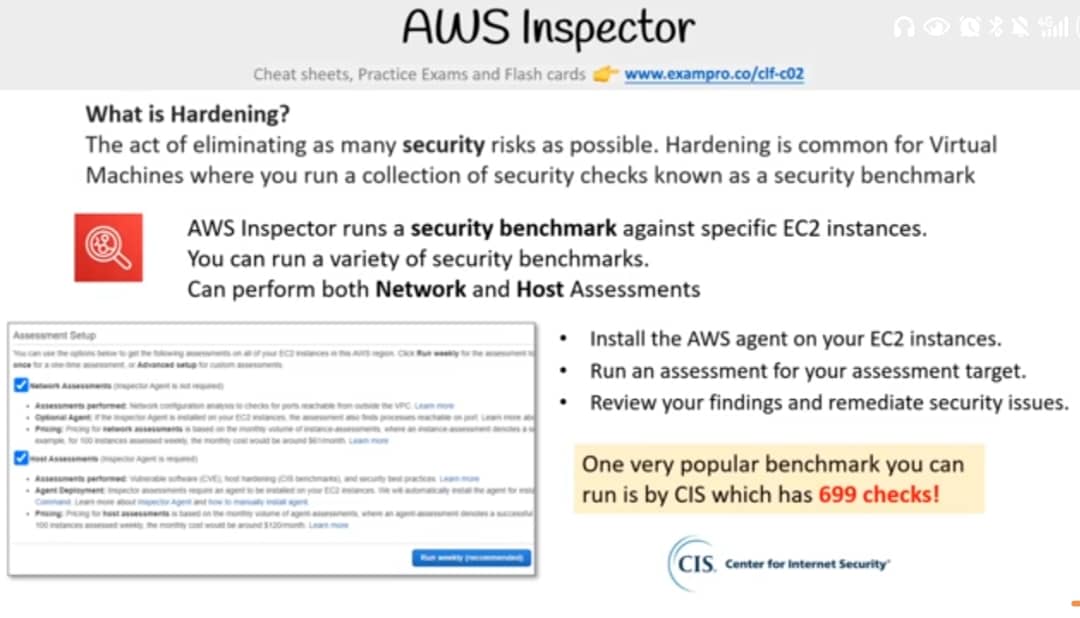 AWS Inspector
Cheat sheets, Practice Exams and Flash cards 👉 www.exampro.co/clf-c02
What is Hardening?
The act of eliminating as many security risks as possible. Hardening is common for Virtual
Machines where you run a collection of security checks known as a security benchmark
AWS Inspector runs a security benchmark against specific EC2 instances.
You can run a variety of security benchmarks.
Can perform both Network and Host Assessments
Assessment Setup
You can use the options below to get the following assessments on all of your EC2 instances in this AWS region. Click Run weekly for the assessment
once for a one-time assessment, or Advanced setup for custom assessments.
Network Assessments (Inspector Agent is not required)
• Assessments performed: Network configuration analysis to checks for ports reachable from outside the VPC. Learn more
• Optional Agent: If the Inspector Agent is installed on your EC2 instances, the assessment also finds processes reachable on port. Learn more
• Pricing: Pricing for network assessments is based on the monthly volume of instance-assessments, where an instance-assessment denotes a
example, for 100 instances assessed weekly, the monthly cost would be around $61/month. Learn more
Host Assessments (Inspector Agent is required)
• Assessments performed: Vulnerable software (CVE), host hardening (CIS benchmarks), and security best practices. Learn more
• Agent Deployment: Inspector assessments require an agent to be installed on your EC2 instances. We will automatically install the agent for
Command. Learn more about Inspector Agent and how to manually install agent.
• Pricing: Pricing for host assessments is based on the monthly volume of agent-assessments, where an agent-assessment denotes a successful
100 instances assessed weekly, the monthly cost would be around $120/month. Learn more
Run weekly (recommended)
• Install the AWS agent on your EC2 instances.
• Run an assessment for your assessment target.
• Review your findings and remediate security issues.
One very popular benchmark you can
run is by CIS which has 699 checks!
CIS. Center for Internet Security®